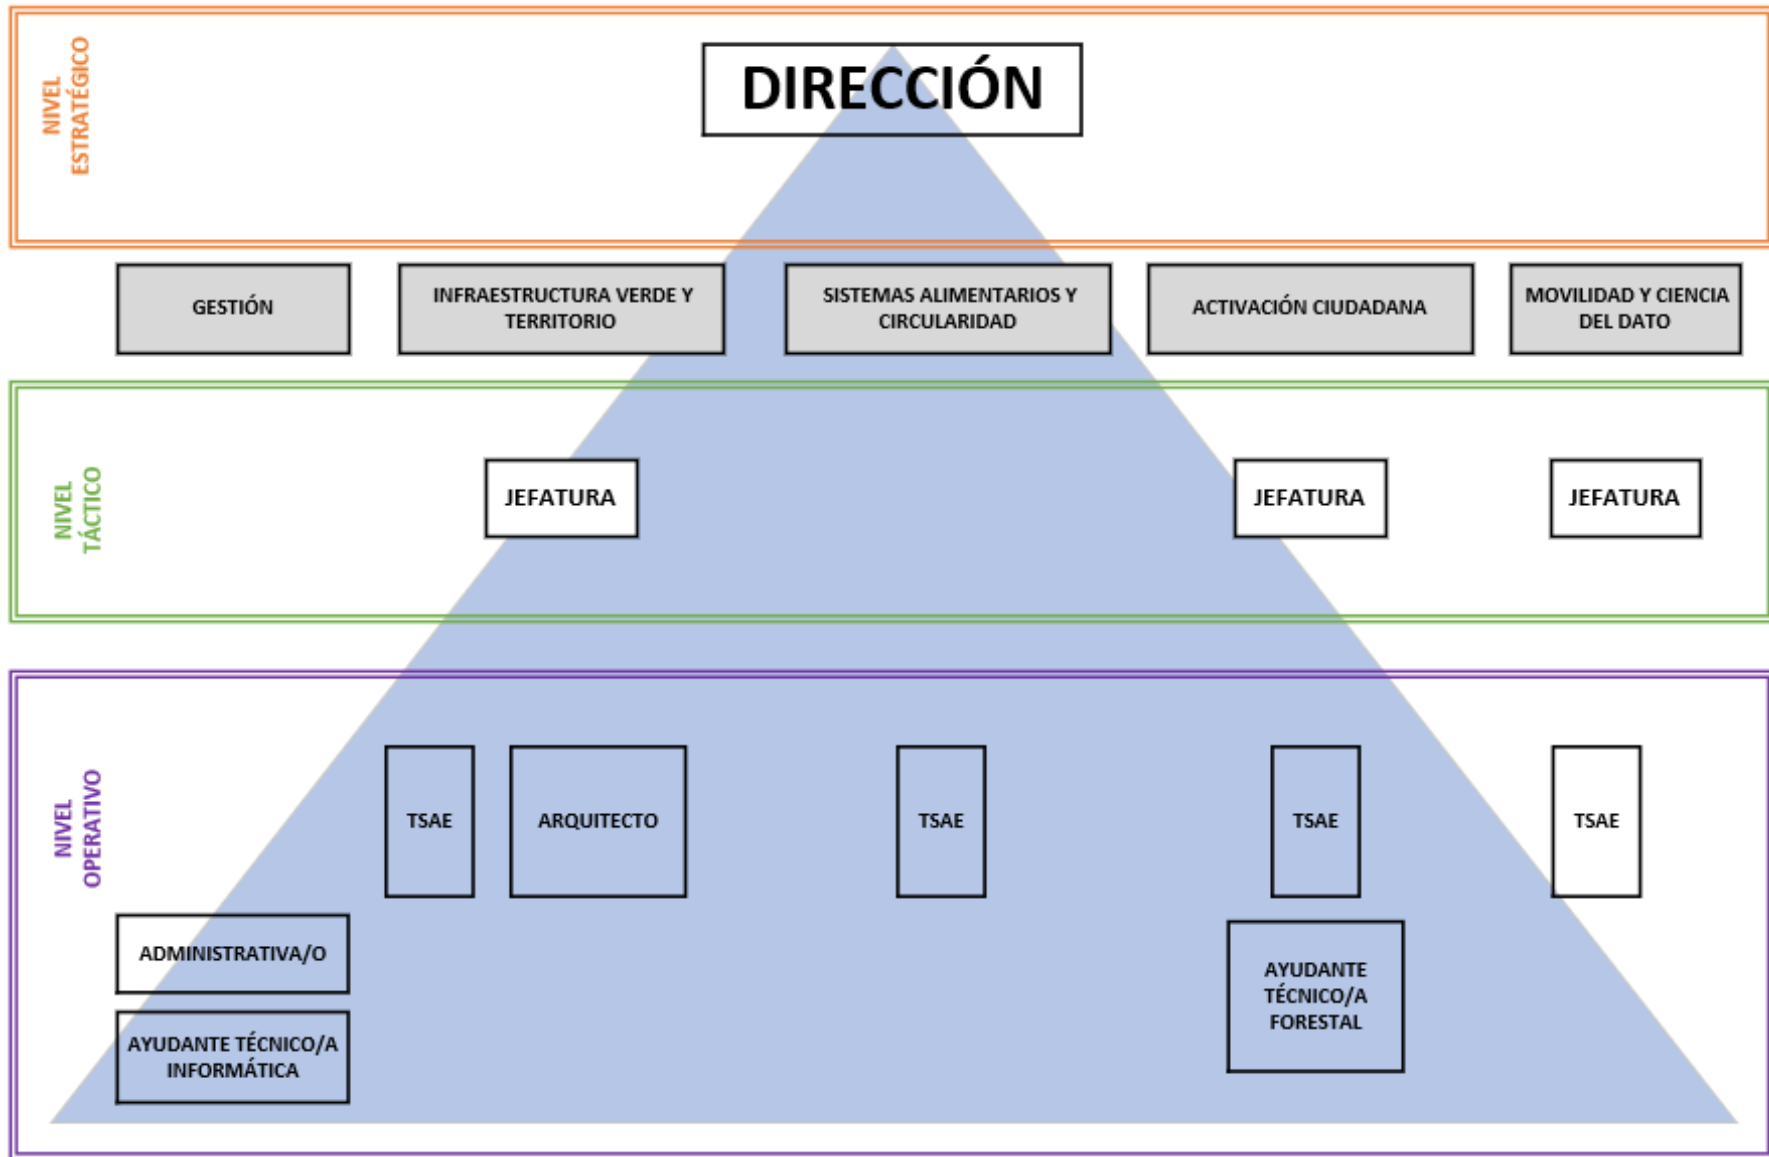 NIVEL
ESTRATÉGICO
DIRECCIÓN
GESTIÓN
INFRAESTRUCTURA VERDE Y
TERRITORIO
SISTEMAS ALIMENTARIOS Y
CIRCULARIDAD
ACTIVACIÓN CIUDADANA
MOVILIDAD Y CIENCIA
DEL DATO
NIVEL
TÁCTICO
JEFATURA
JEFATURA
JEFATURA
NIVEL
OPERATIVO
TSAE
ARQUITECTO
TSAE
TSAE
TSAE
ADMINISTRATIVA/O
AYUDANTE TÉCNICO/A
INFORMÁTICA
AYUDANTE
TÉCNICO/A
FORESTAL